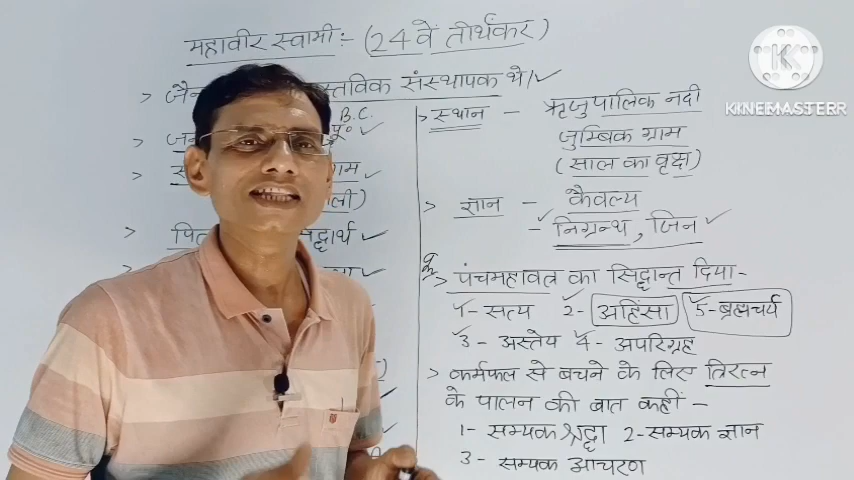 महावीर स्वामी :- (24 वें तीर्थंकर)
> जैन स्तविक संस्थापक थे। ✓
B.C.
> पू० ✓
> ग्राम ✓
ली)
> पित द्धार्थ ✓
> स्थान - ऋजुपालिक नदी
जुम्बिक ग्राम
(साल का वृक्ष)
> ज्ञान - कैवल्य
- निग्रन्थ, जिन ✓
> पंचमहावत्र का सिद्धान्त दिया -
1- सत्य 2- अहिंसा 5- ब्रह्मचर्य
3- अस्तेय 4- अपरिग्रह
> कर्मफल से बचने के लिए त्रिरत्न
के पालन की बात कहीं -
1- सम्यक श्रद्धा 2- सम्यक ज्ञान
3- सम्यक आचरण
K
KINEMASTER